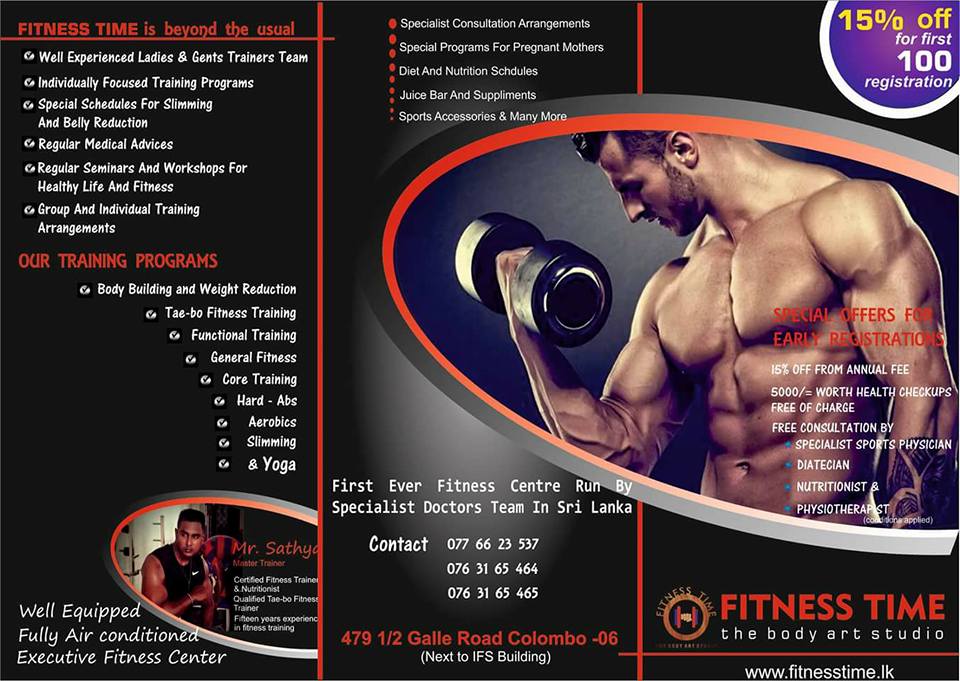 FITNESS TIME is beyond the usual
Well Experienced Ladies & Gents Trainers Team
Individually Focused Training Programs
Special Schedules For Slimming
And Belly Reduction
Regular Medical Advices
Regular Seminars And Workshops For
Healthy Life And Fitness
Group And Individual Training
Arrangements
OUR TRAINING PROGRAMS
Body Building and Weight Reduction
Tae-bo Fitness Training
Functional Training
General Fitness
Core Training
Hard - Abs
Aerobics
Slimming
& Yoga
Mr. Sathya
Master Trainer
Certified Fitness Trainer
&.Nutritionist
Qualified Tae-bo Fitness
Trainer
Fifteen years experience
in fitness training
Well Equipped
Fully Air conditioned
Executive Fitness Center
Specialist Consultation Arrangements
Special Programs For Pregnant Mothers
Diet And Nutrition Schdules
Juice Bar And Suppliments
Sports Accessories & Many More
First Ever Fitness Centre Run By
Specialist Doctors Team In Sri Lanka
Contact 077 66 23 537
076 31 65 464
076 31 65 465
479 1/2 Galle Road Colombo -06
(Next to IFS Building)
15% off
for first
100
registration
SPECIAL OFFERS FOR
EARLY REGISTRATIONS
15% OFF FROM ANNUAL FEE
5000/= WORTH HEALTH CHECKUPS
FREE OF CHARGE
FREE CONSULTATION BY
SPECIALIST SPORTS PHYSICIAN
DIATECIAN
NUTRITIONIST &
PHYSIOTHERAPIST
(conditions applied)
FITNESS TIME
THE BODY ART STUDIO
FITNESS TIME
the body art studio
www.fitnesstime.lk